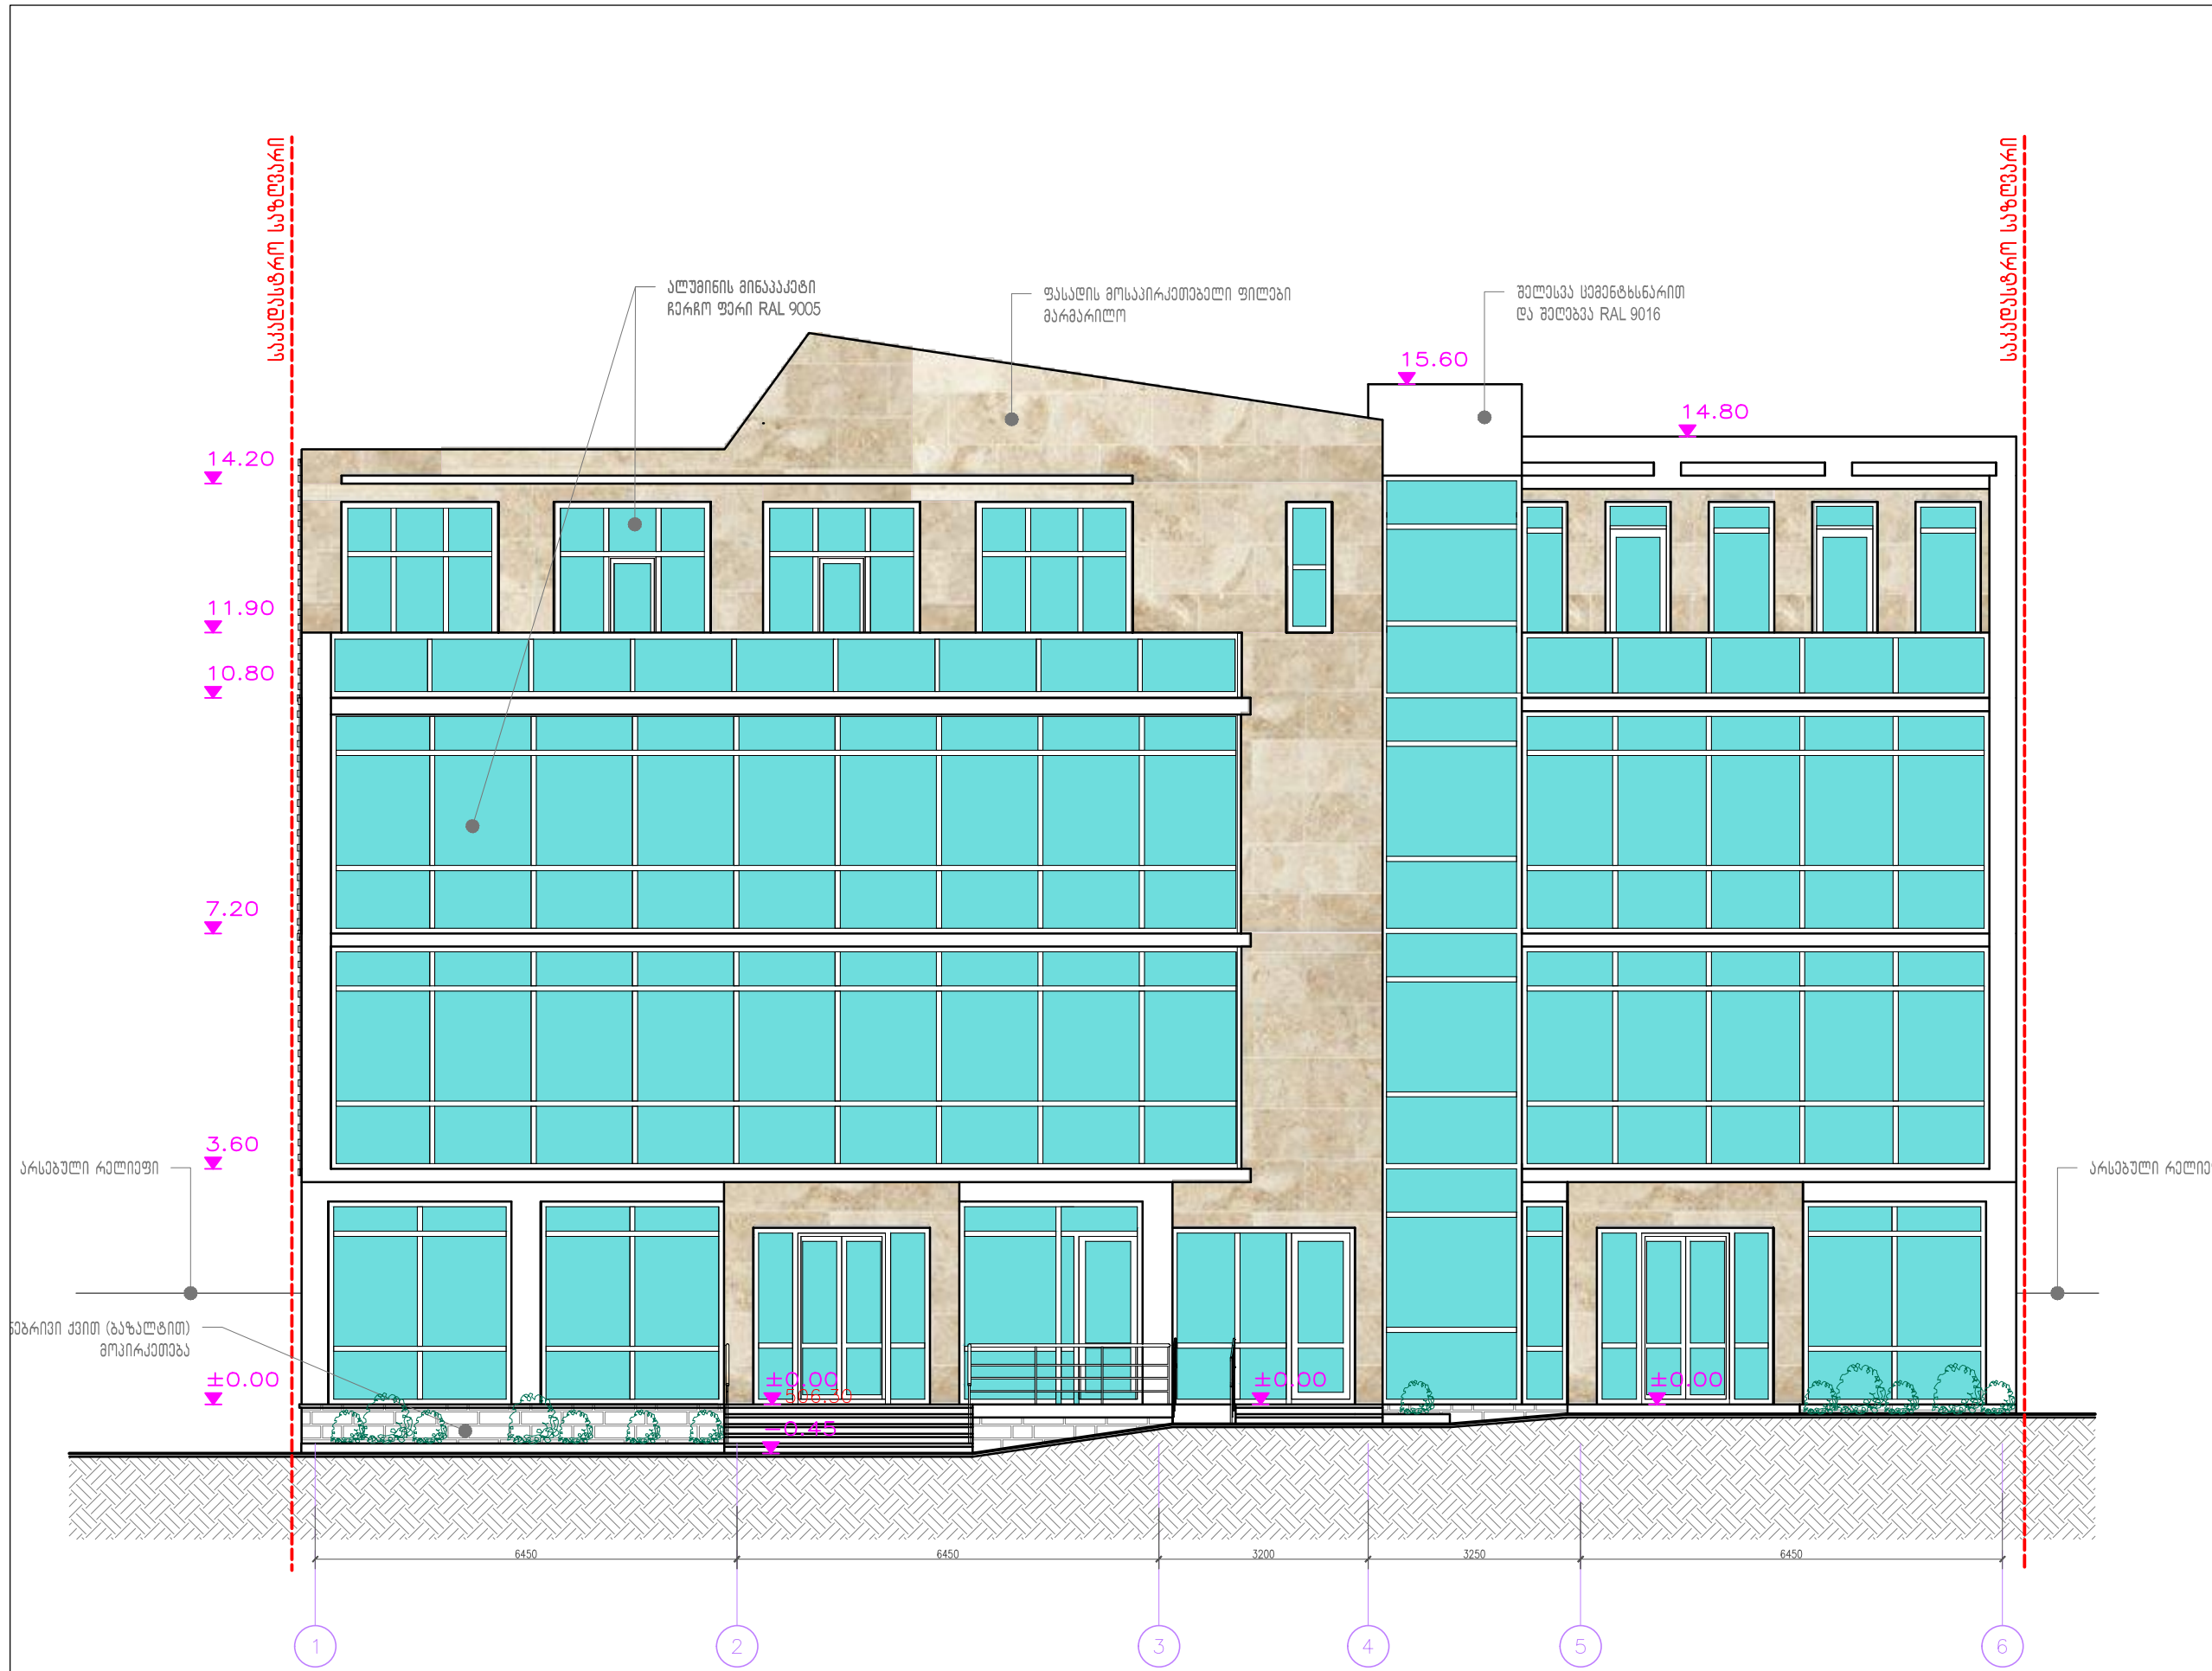 საკადასტრო საზღვარი
საკადასტრო საზღვარი
ალუმინის მინაპაკეტი
ჩარჩო ფერი RAL 9005
ფასადის მოსაპირკეთებელი ფილები
მარმარილო
შელესვა ცემენტხსნარით
და შეღებვა RAL 9016
15.60
14.80
14.20
11.90
10.80
7.20
3.60
არსებული რელიეფი
არსებული რელიე
ქვით (ბაზალტით)
მოპირკეთება
±0.00
±0.00
506.30
-0.45
±0.00
±0.00
6450
6450
3200
3250
6450
1
2
3
4
5
6